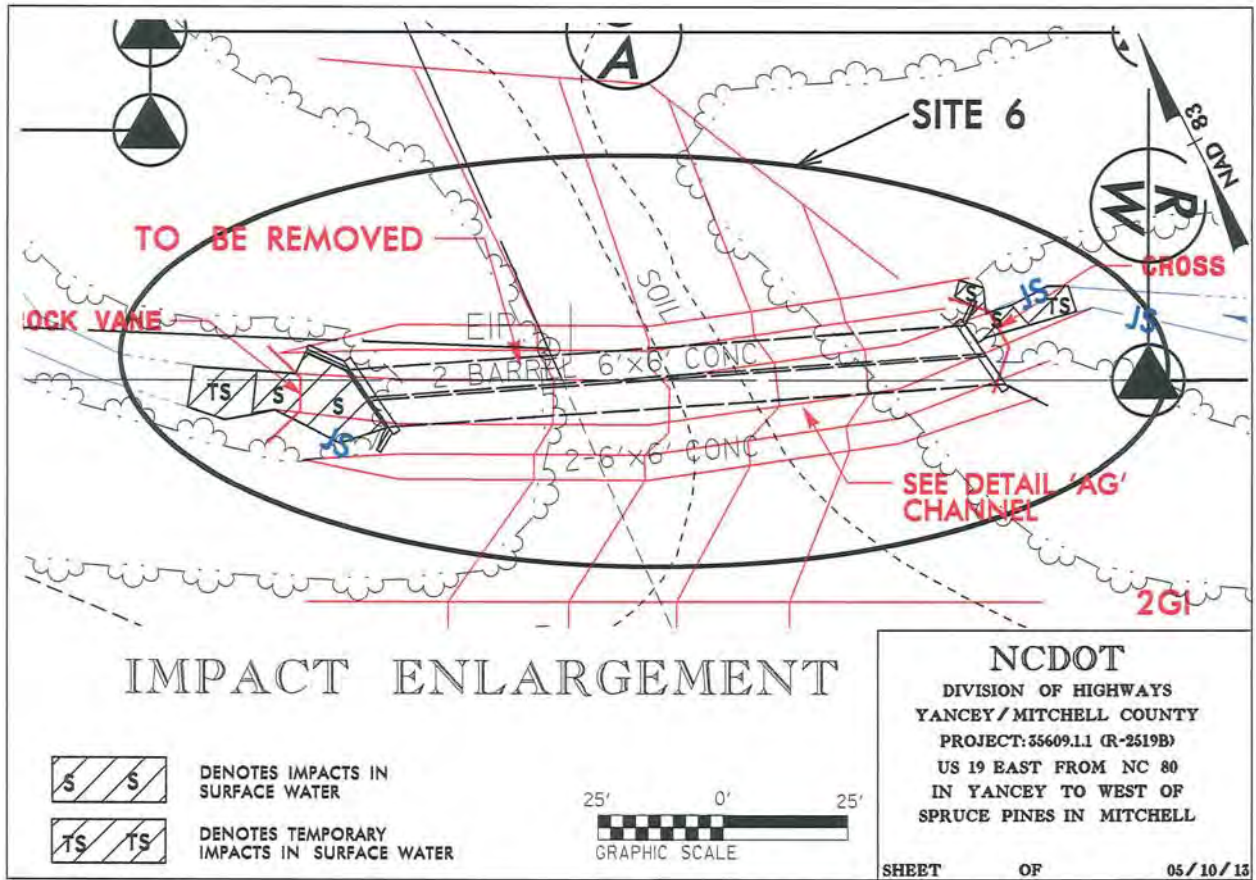 A
SITE 6
NAD 83
R
W
TO BE REMOVED
CROSS
SOIL
S
JS
S
TS
JS
OCK VANE
EIP
2 BARREL 6'x6' CONC
TS
S
S
JS
2-6'x6' CONC
SEE DETAIL 'AG'
CHANNEL
2GI
IMPACT ENLARGEMENT
S S
DENOTES IMPACTS IN
SURFACE WATER
TS TS
DENOTES TEMPORARY
IMPACTS IN SURFACE WATER
25' 0' 25'
GRAPHIC SCALE
NCDOT
DIVISION OF HIGHWAYS
YANCEY / MITCHELL COUNTY
PROJECT: 35609.1.1 (R-2519B)
US 19 EAST FROM NC 80
IN YANCEY TO WEST OF
SPRUCE PINES IN MITCHELL
SHEET OF 05/10/13